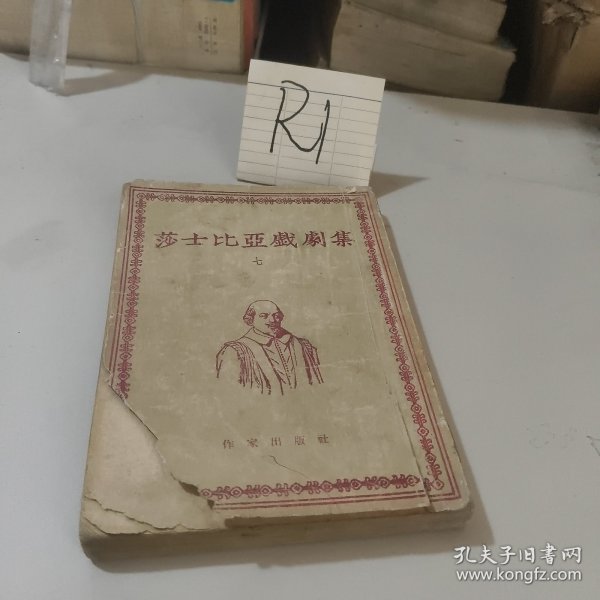 R1
莎士比亞戲劇集
七
作家出版社
孔夫子旧书网
www.kongfz.com